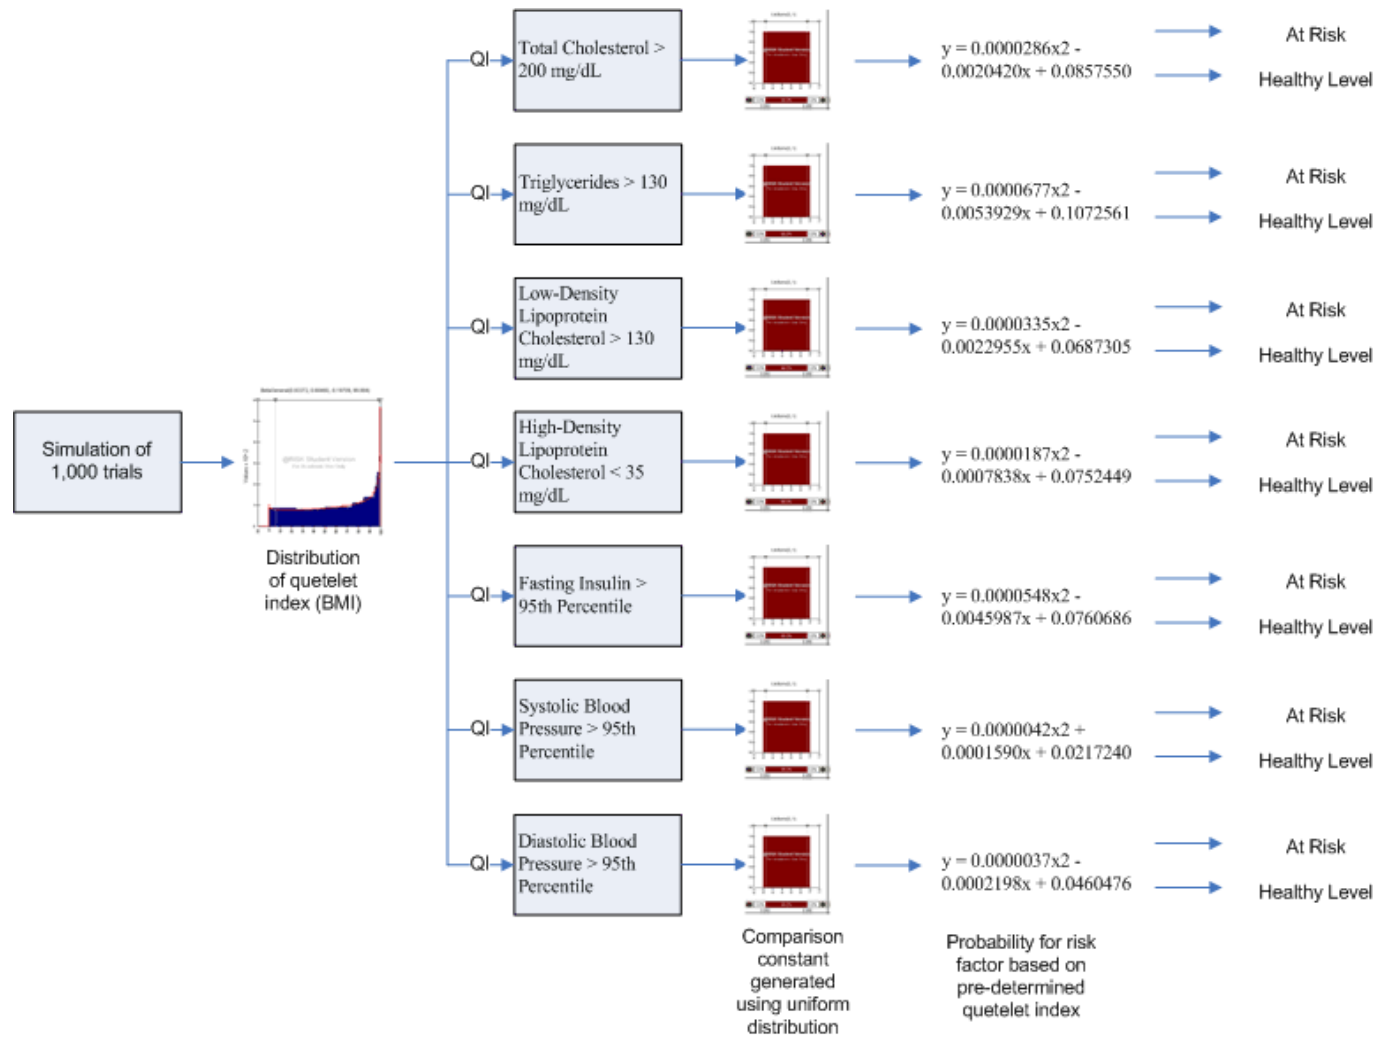 Simulation of
1,000 trials
@RISK Student Version
For Academic Use Only
Distribution
of quetelet
index (BMI)
QI
Total Cholesterol >
200 mg/dL
y = 0.0000286x2 -
0.0020420x + 0.0857550
At Risk
Healthy Level
QI
Triglycerides > 130
mg/dL
y = 0.0000677x2 -
0.0053929x + 0.1072561
At Risk
Healthy Level
QI
Low-Density
Lipoprotein
Cholesterol > 130
mg/dL
y = 0.0000335x2 -
0.0022955x + 0.0687305
At Risk
Healthy Level
QI
High-Density
Lipoprotein
Cholesterol < 35
mg/dL
y = 0.0000187x2 -
0.0007838x + 0.0752449
At Risk
Healthy Level
QI
Fasting Insulin >
95th Percentile
y = 0.0000548x2 -
0.0045987x + 0.0760686
At Risk
Healthy Level
QI
Systolic Blood
Pressure > 95th
Percentile
y = 0.0000042x2 +
0.0001590x + 0.0217240
At Risk
Healthy Level
QI
Diastolic Blood
Pressure > 95th
Percentile
y = 0.0000037x2 -
0.0002198x + 0.0460476
At Risk
Healthy Level
Comparison
constant
generated
using uniform
distribution
Probability for risk
factor based on
pre-determined
quetelet index